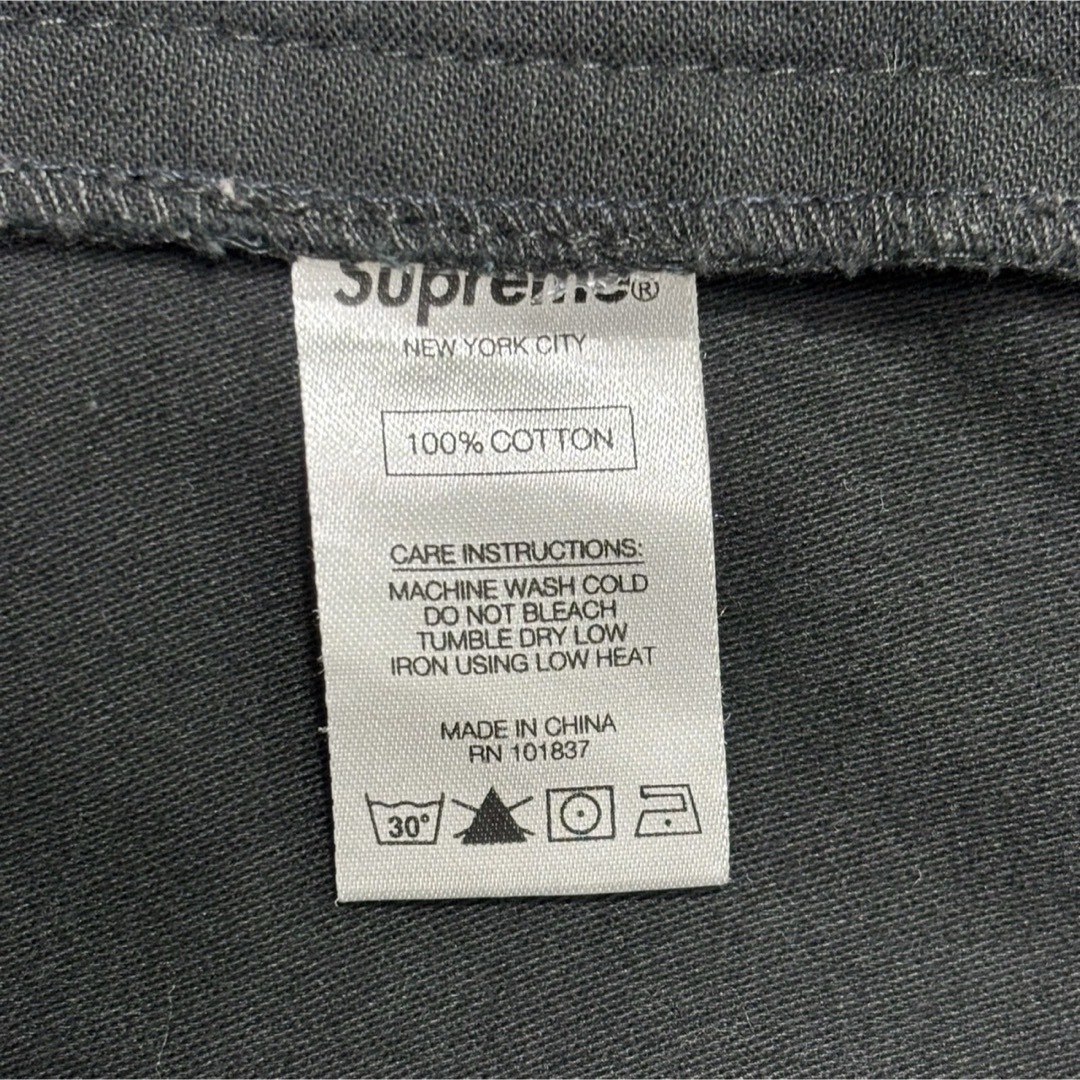 Supreme®
NEW YORK CITY
100% COTTON
CARE INSTRUCTIONS:
MACHINE WASH COLD
DO NOT BLEACH
TUMBLE DRY LOW
IRON USING LOW HEAT
MADE IN CHINA
RN 101837
30°